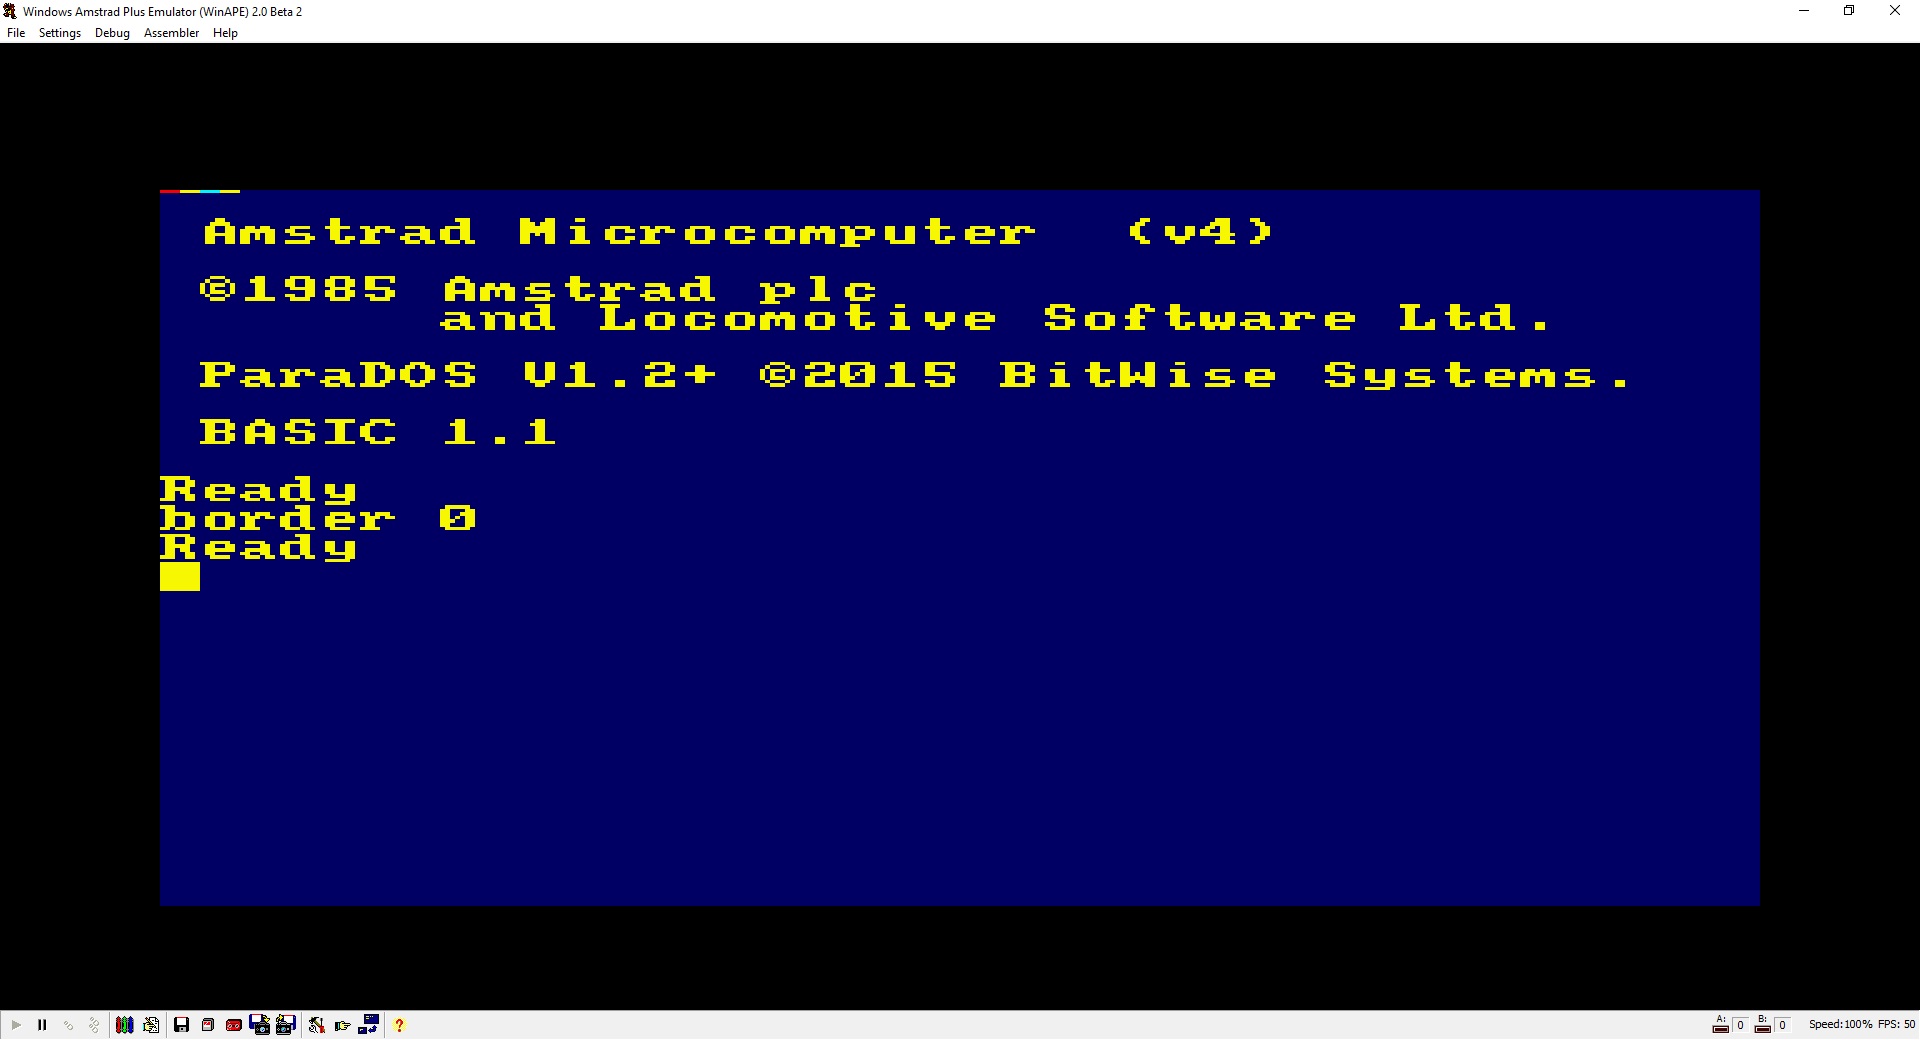 Windows Amstrad Plus Emulator (WinAPE) 2.0 Beta 2
File Settings Debug Assembler Help
Amstrad Microcomputer (v4)
©1985 Amstrad plc
and Locomotive Software Ltd.
ParaDOS V1.2+ ©2015 BitWise Systems.
BASIC 1.1
Ready
border 0
Ready
A: 0 B: 0 Speed:100% FPS: 50